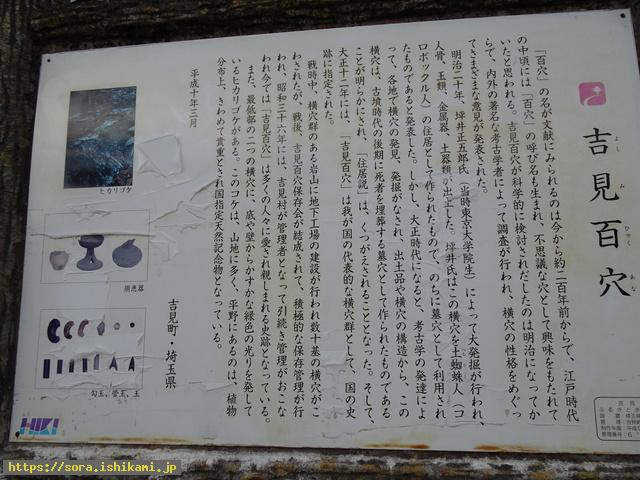 吉見百穴
よし み ひゃく あな
「百穴」の名が文献にみられるのは今から約二百年前からで、江戸時代
の中頃には「百穴」の呼び名も生まれ、不思議な穴として興味をもたれて
いたと思われる。吉見百穴が科学的に検討されだしたのは明治になってか
らで、内外の著名な考古学者によって調査が行われ、横穴の性格をめぐっ
てさまざまな意見が発表された。
明治二十年、坪井正五郎氏（当時東京大学院生）によって大発掘が行われ、
人骨、玉類、金属器、土器類が出土した。坪井氏はこの横穴を土蜘蛛人（コ
ロボックル人）の住居として作られたもので、のちに墓穴として利用され
たものであると発表した。しかし、大正時代になると、考古学の発達によ
って、各地で横穴の発見、発掘がなされ、出土品や横穴の構造から、この
横穴は、古墳時代の後期に死者を埋葬する墓穴として作られたものである
ことが明らかにされ、「住居説」は、くつがえされることとなった。そして、
大正十二年には、「吉見百穴」は我が国の代表的な横穴群として、国の史
跡に指定された。
戦時中、横穴群のある岩山に地下工場の建設が行われ数十基の横穴がこ
わされたが、戦後、吉見百穴保存会が結成されて、積極的な保存管理が行
われ、昭和三十六年には、吉見村が管理者となって引続き管理がおこな
われ今では「吉見百穴」は多くの人々に愛され親しまれる史跡となっている。
また、最低部の二つの横穴に、底や壁からかすかな緑色の光りを発して
いるヒカリゴケがある。このコケは、山地に多く、平野にあるのは、植物
分布上、きわめて貴重とされ国指定天然記念物となっている。
平成十年三月
吉見町・埼玉県
ヒカリゴケ
須恵器
勾玉、管玉、玉
HIKI
https://sora.ishikami.jp